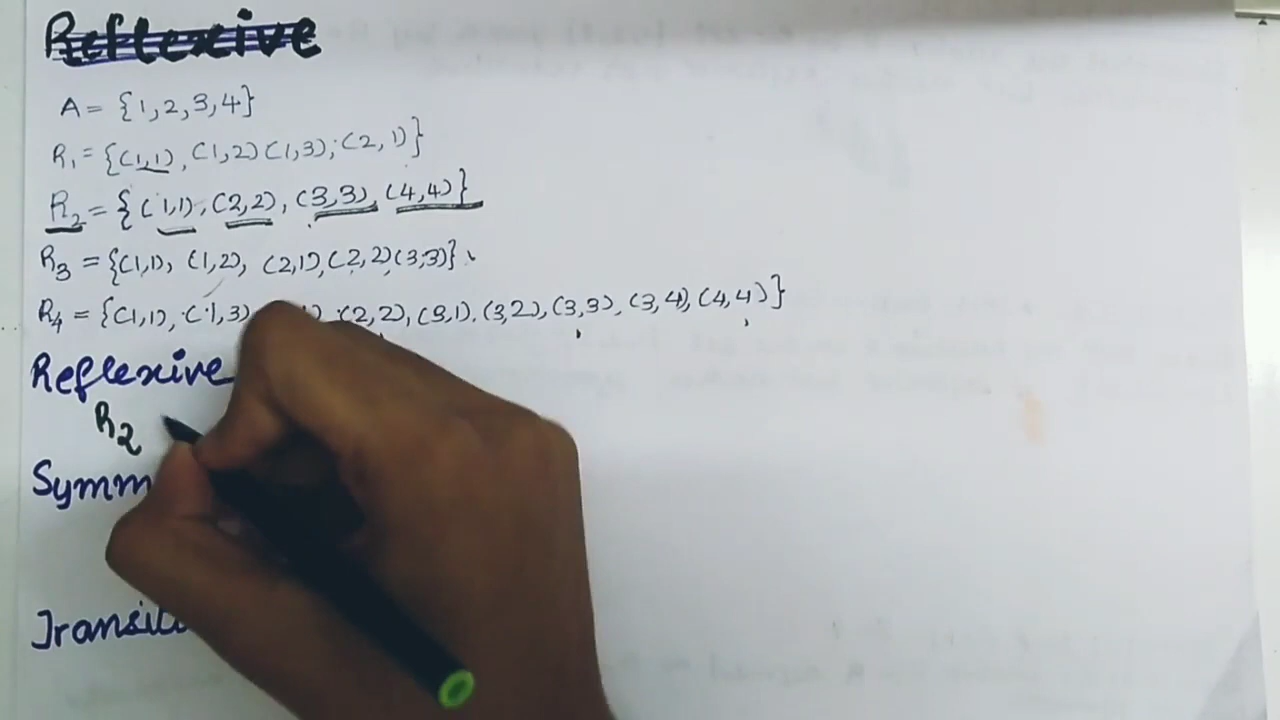 Reflexive
A = {1,2,3,4}
R₁ = {(1,1), (1,2)(1,3), (2,1)}
R₂ = {(1,1), (2,2), (3,3), (4,4)}
R₃ = {(1,1), (1,2), (2,1), (2,2)(3,3)}
R₄ = {(1,1), (1,3), (2,2), (3,1), (3,2), (3,3), (3,4), (4,4)}
Reflexive
R₂
Symm
Transiti